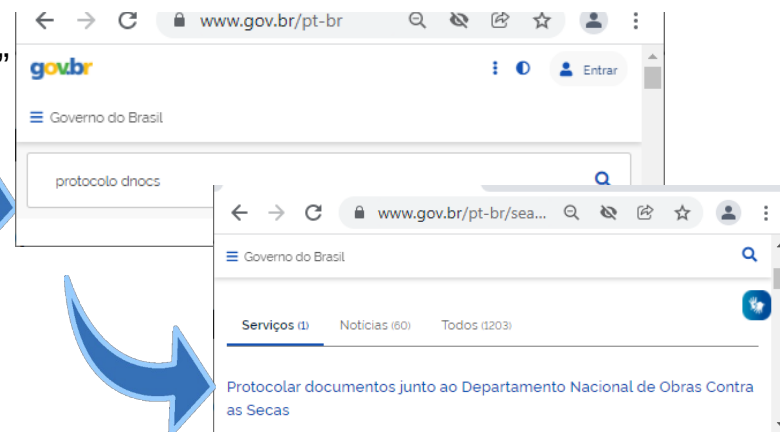 ”
www.gov.br/pt-br
gov.br
Entrar
Governo do Brasil
protocolo dnocs
www.gov.br/pt-br/sea...
Governo do Brasil
Serviços (1) Notícias (60) Todos (1203)
Protocolar documentos junto ao Departamento Nacional de Obras Contra
as Secas